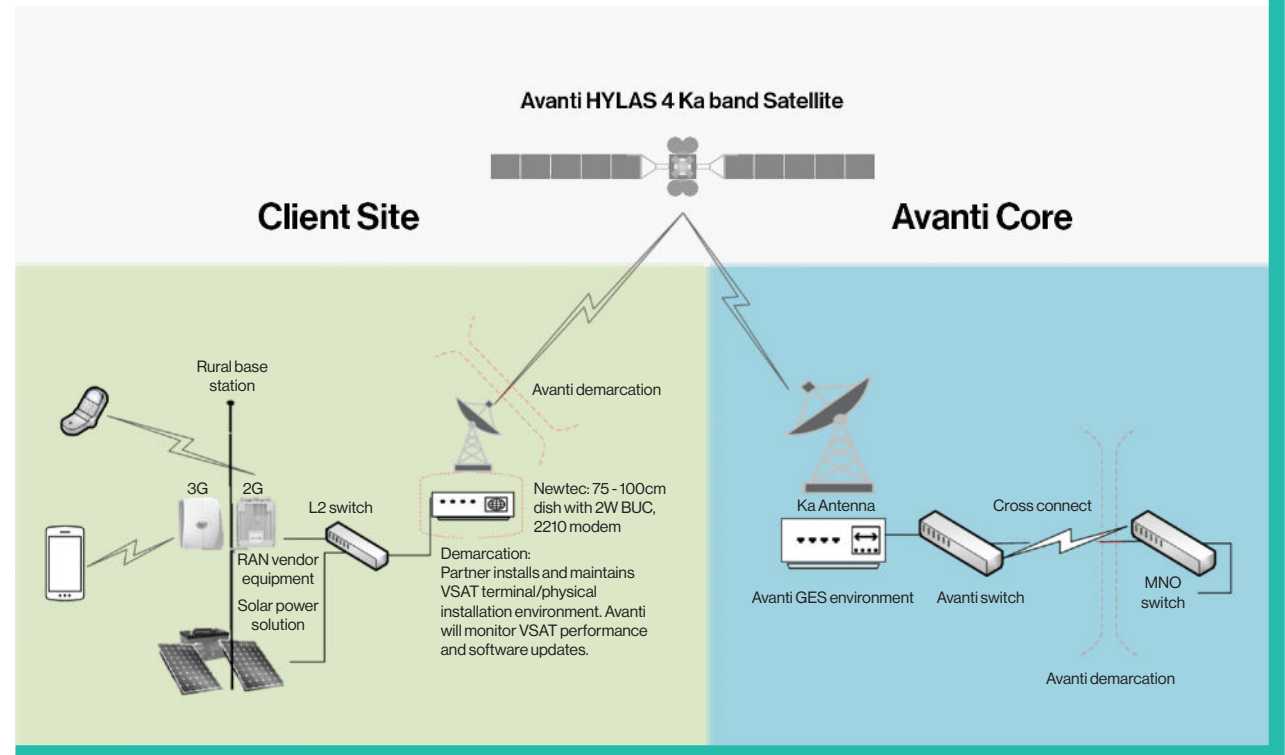 Avanti HYLAS 4 Ka band Satellite
Client Site
Avanti Core
Rural base
station
Avanti demarcation
3G
2G
L2 switch
RAN vendor
equipment
Solar power
solution
Newtec: 75 - 100cm
dish with 2W BUC,
2210 modem
Demarcation:
Partner installs and maintains
VSAT terminal/physical
installation environment. Avanti
will monitor VSAT performance
and software updates.
Ka Antenna
Cross connect
Avanti GES environment
Avanti switch
MNO
switch
Avanti demarcation